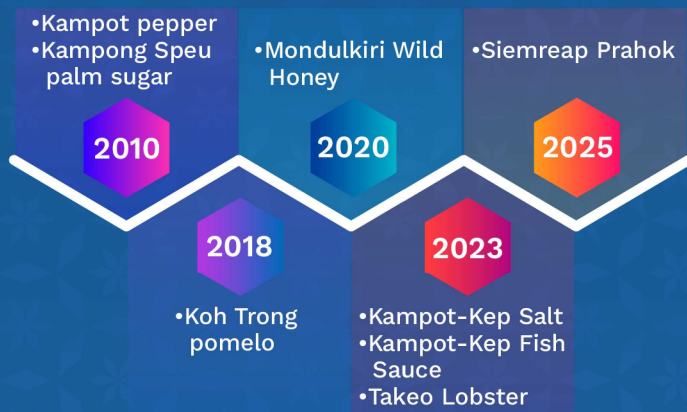 •Kampot pepper
•Kampong Speu
palm sugar
2010
•Koh Trong
pomelo
2018
•Mondulkiri Wild
Honey
2020
2023
•Kampot-Kep Salt
•Kampot-Kep Fish
Sauce
•Takeo Lobster
•Siemreap Prahok
2025